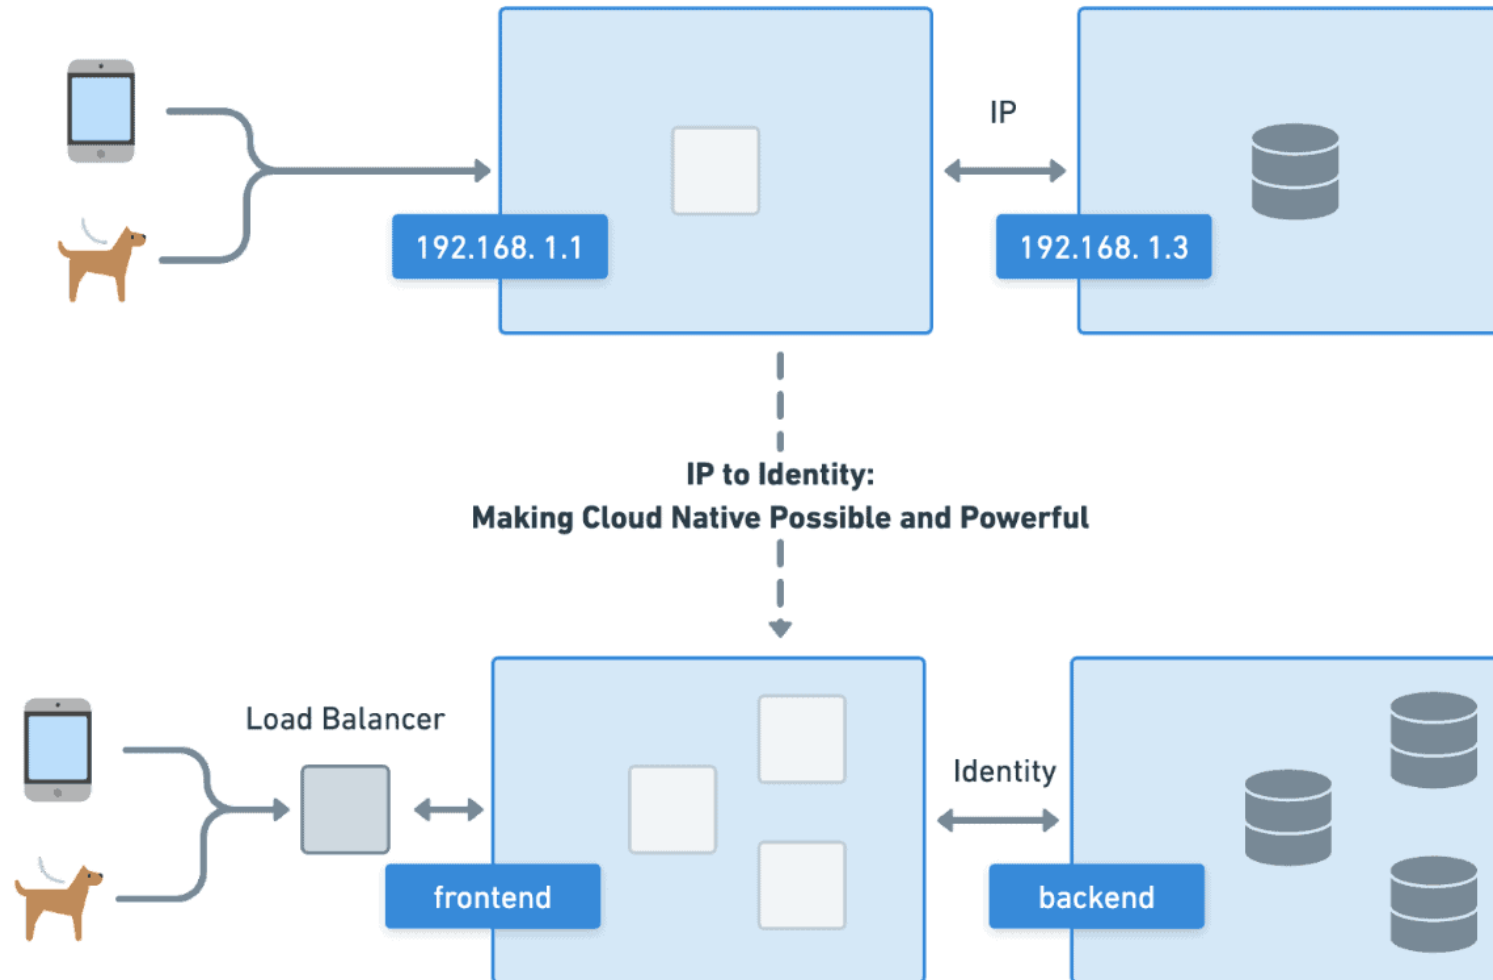 IP
192.168. 1.1
192.168. 1.3
IP to Identity:
Making Cloud Native Possible and Powerful
Load Balancer
Identity
frontend
backend